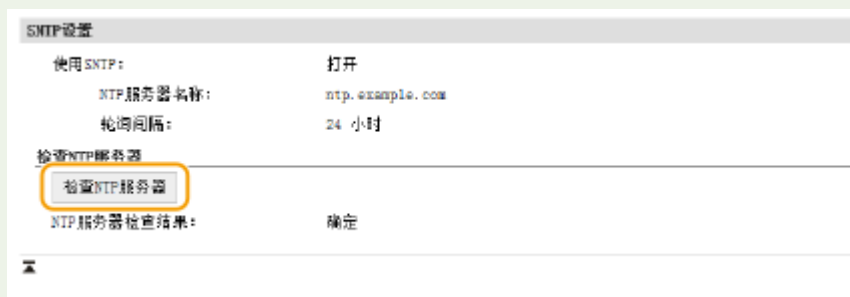 SNTP设置
使用SNTP: 打开
NTP服务器名称: ntp.example.com
轮询间隔: 24 小时
检查NTP服务器
检查NTP服务器
NTP服务器检查结果: 确定